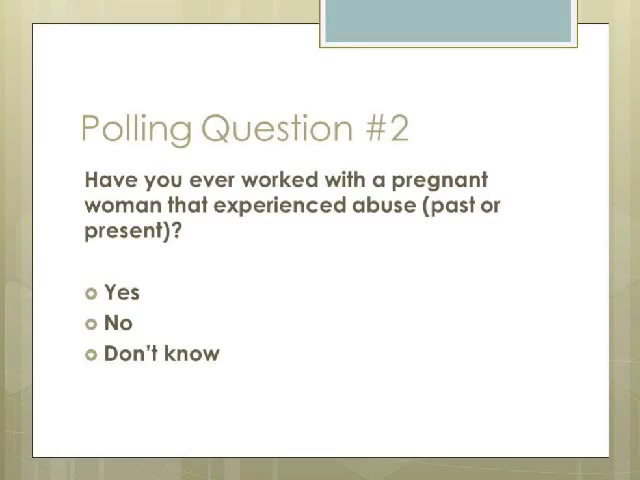 Polling Question #2
Have you ever worked with a pregnant
woman that experienced abuse (past or
present)?
Yes
No
Don't know